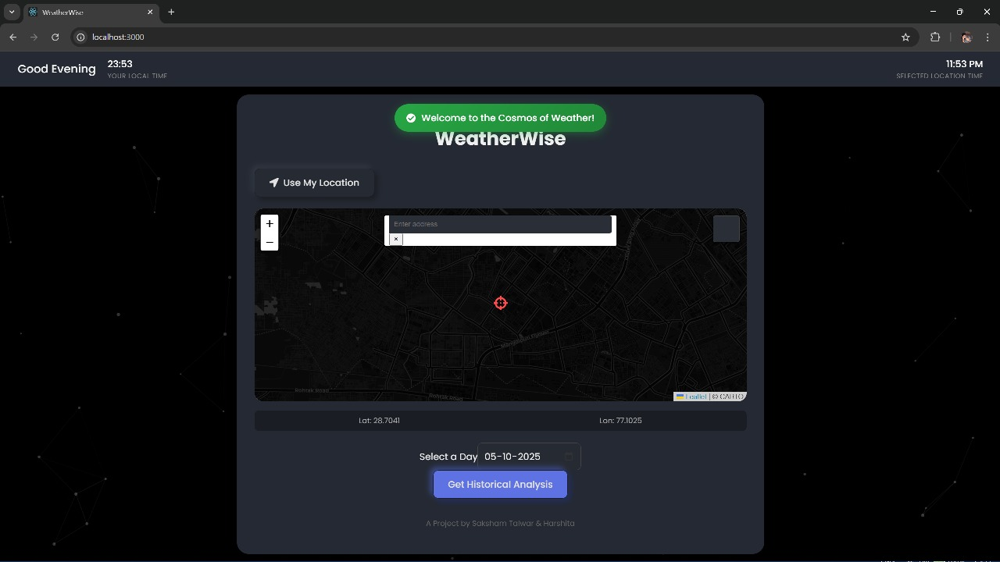 WeatherWise
localhost:3000
Good Evening
23:53
YOUR LOCAL TIME
11:53 PM
SELECTED LOCATION TIME
Welcome to the Cosmos of Weather!
WeatherWise
Use My Location
+
−
Enter address
×
Mangolpuri Flyover
Rohtak Road
Rohtak Road
Leaflet | © CARTO
Lat: 28.7041
Lon: 77.1025
Select a Day
05-10-2025
Get Historical Analysis
A Project by Saksham Talwar & Harshita